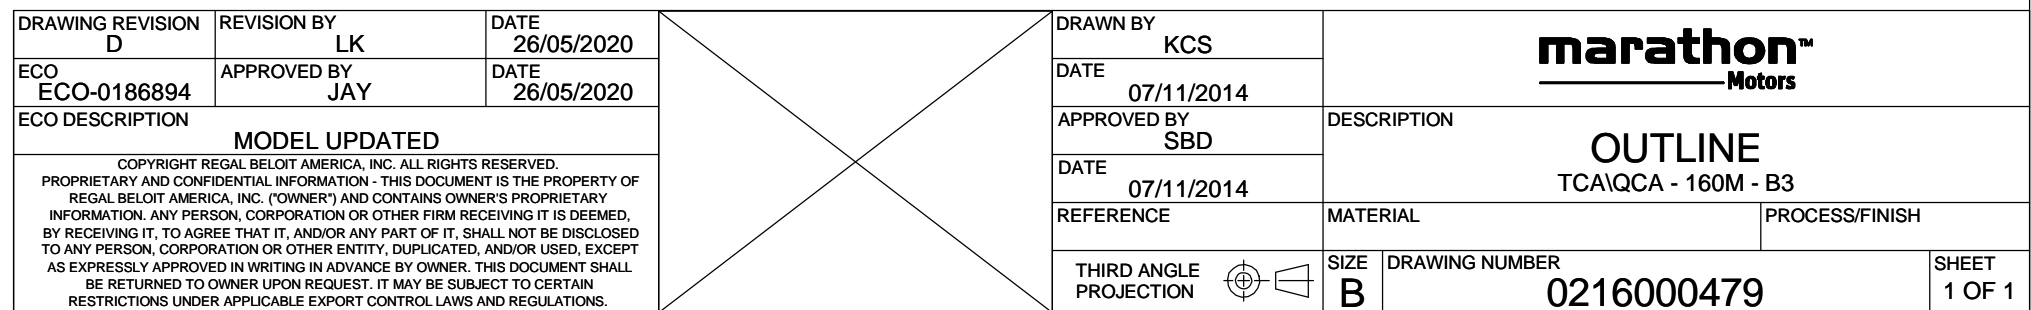 DRAWING REVISION
D
REVISION BY
LK
DATE
26/05/2020
ECO
ECO-0186894
APPROVED BY
JAY
DATE
26/05/2020
ECO DESCRIPTION
MODEL UPDATED
COPYRIGHT REGAL BELOIT AMERICA, INC. ALL RIGHTS RESERVED.
PROPRIETARY AND CONFIDENTIAL INFORMATION - THIS DOCUMENT IS THE PROPERTY OF
REGAL BELOIT AMERICA, INC. ("OWNER") AND CONTAINS OWNER'S PROPRIETARY
INFORMATION. ANY PERSON, CORPORATION OR OTHER FIRM RECEIVING IT IS DEEMED,
BY RECEIVING IT, TO AGREE THAT IT, AND/OR ANY PART OF IT, SHALL NOT BE DISCLOSED
TO ANY PERSON, CORPORATION OR OTHER ENTITY, DUPLICATED, AND/OR USED, EXCEPT
AS EXPRESSLY APPROVED IN WRITING IN ADVANCE BY OWNER. THIS DOCUMENT SHALL
BE RETURNED TO OWNER UPON REQUEST. IT MAY BE SUBJECT TO CERTAIN
RESTRICTIONS UNDER APPLICABLE EXPORT CONTROL LAWS AND REGULATIONS.
DRAWN BY
KCS
DATE
07/11/2014
APPROVED BY
SBD
DATE
07/11/2014
REFERENCE
THIRD ANGLE
PROJECTION
marathon™
Motors
DESCRIPTION
OUTLINE
TCA\QCA - 160M - B3
MATERIAL
PROCESS/FINISH
SIZE
B
DRAWING NUMBER
0216000479
SHEET
1 OF 1